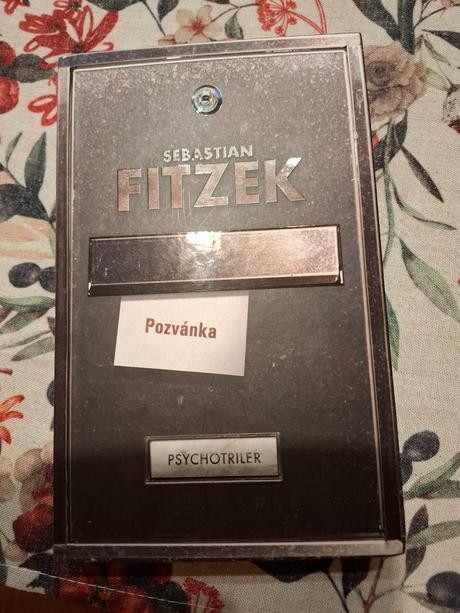 SEBASTIAN
FITZEK
Pozvánka
PSYCHOTRILER